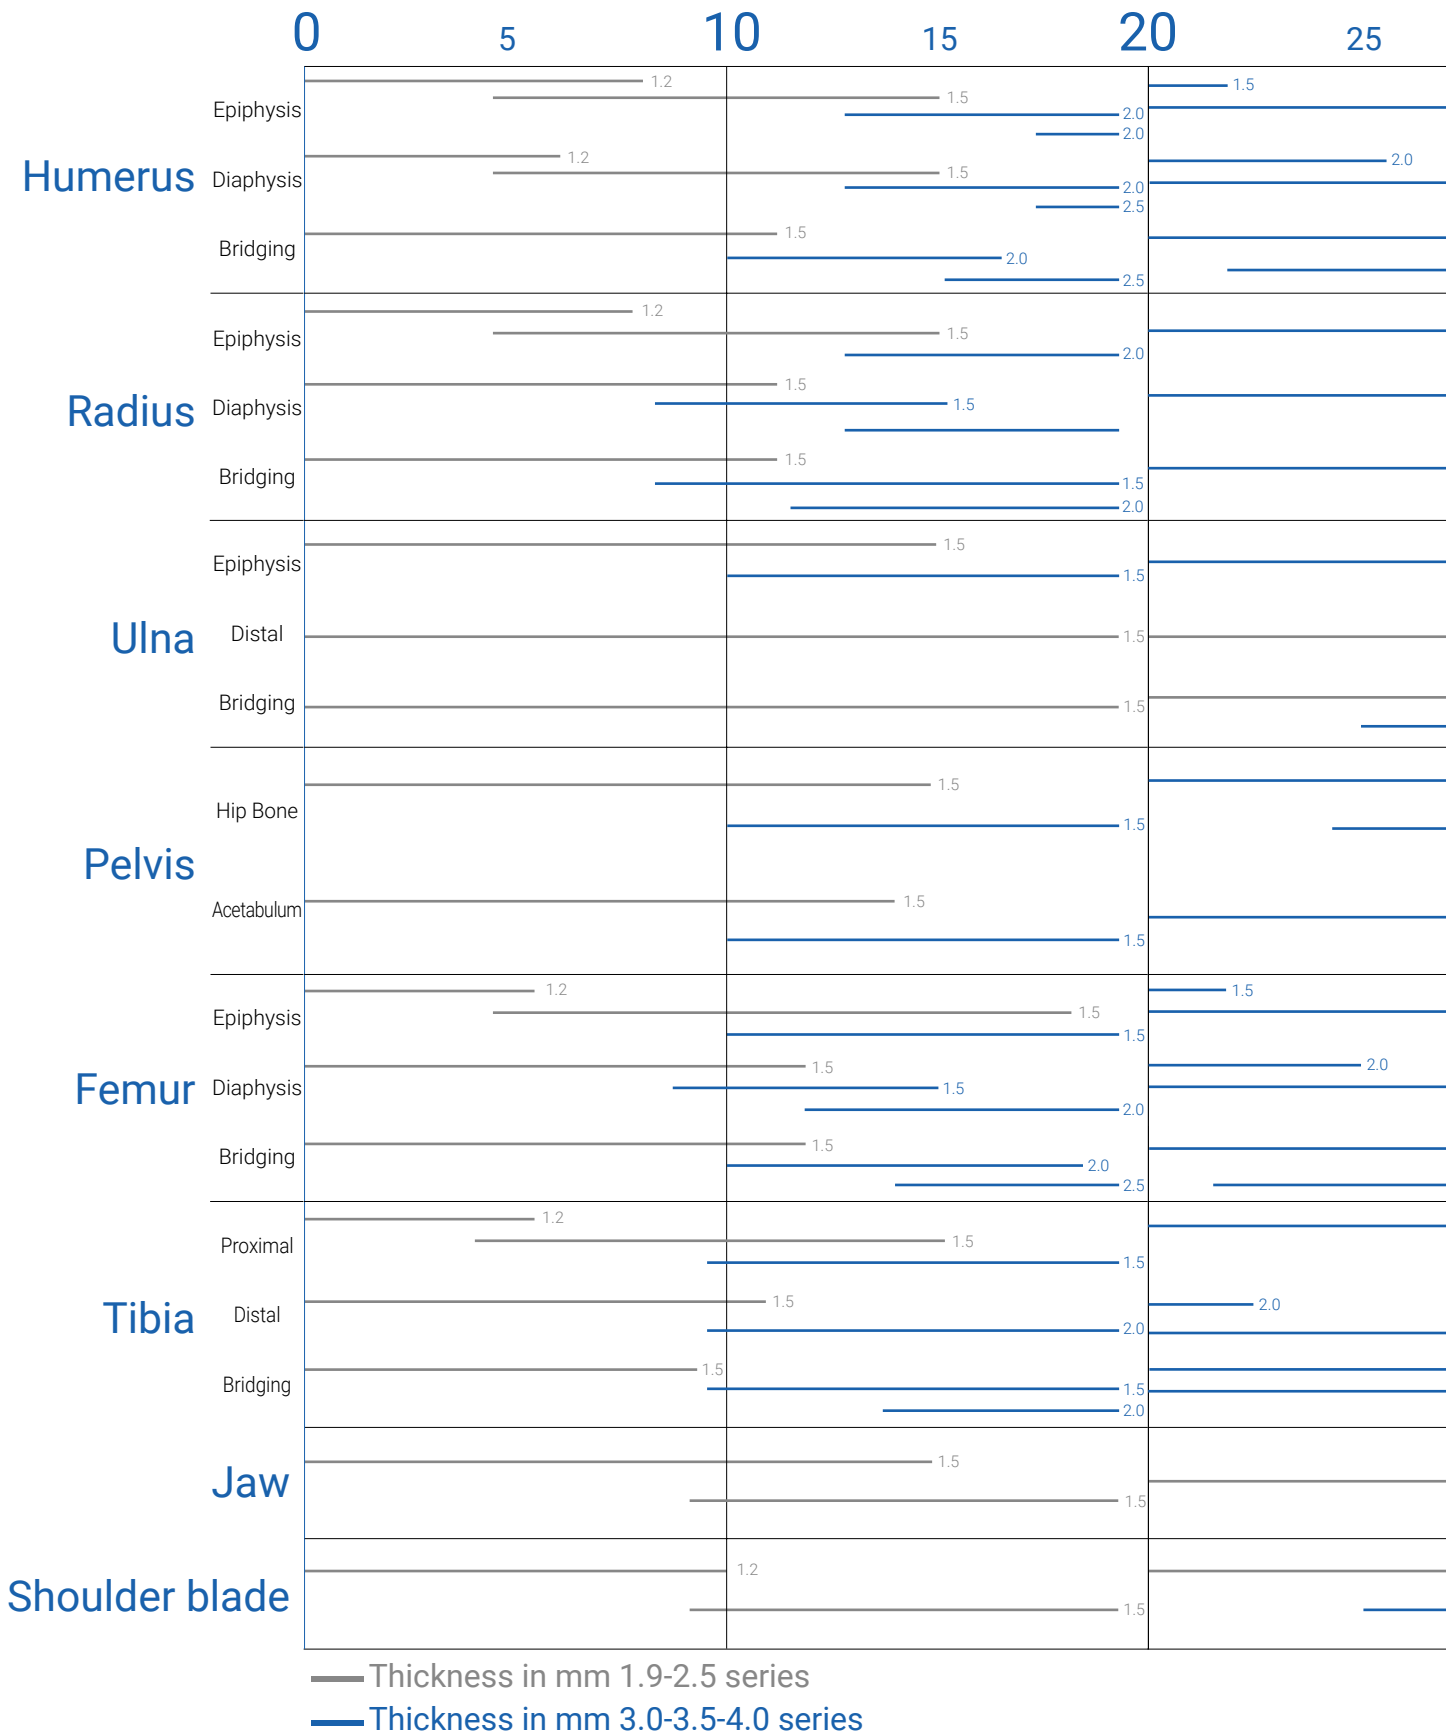 0 5 10 15 20 25
1.2 1.5
Epiphysis 1.5
2.0
2.0
Humerus
1.2 2.0
Diaphysis 1.5
2.0
2.5
1.5
Bridging 2.0
2.5
Radius
1.2
Epiphysis 1.5
2.0
1.5
Diaphysis 1.5
1.5
Bridging 1.5
2.0
Ulna
1.5
Epiphysis 1.5
Distal 1.5
Bridging 1.5
Pelvis
1.5
Hip Bone 1.5
Acetabulum 1.5
1.5
Femur
1.2 1.5
Epiphysis 1.5
1.5
1.5 2.0
Diaphysis 1.5
2.0
1.5
Bridging 2.0
2.5
Tibia
1.2
Proximal 1.5
1.5
1.5 2.0
Distal 2.0
1.5
Bridging 1.5
2.0
Jaw
1.5
1.5
Shoulder blade
1.2
1.5
Thickness in mm 1.9-2.5 series
Thickness in mm 3.0-3.5-4.0 series